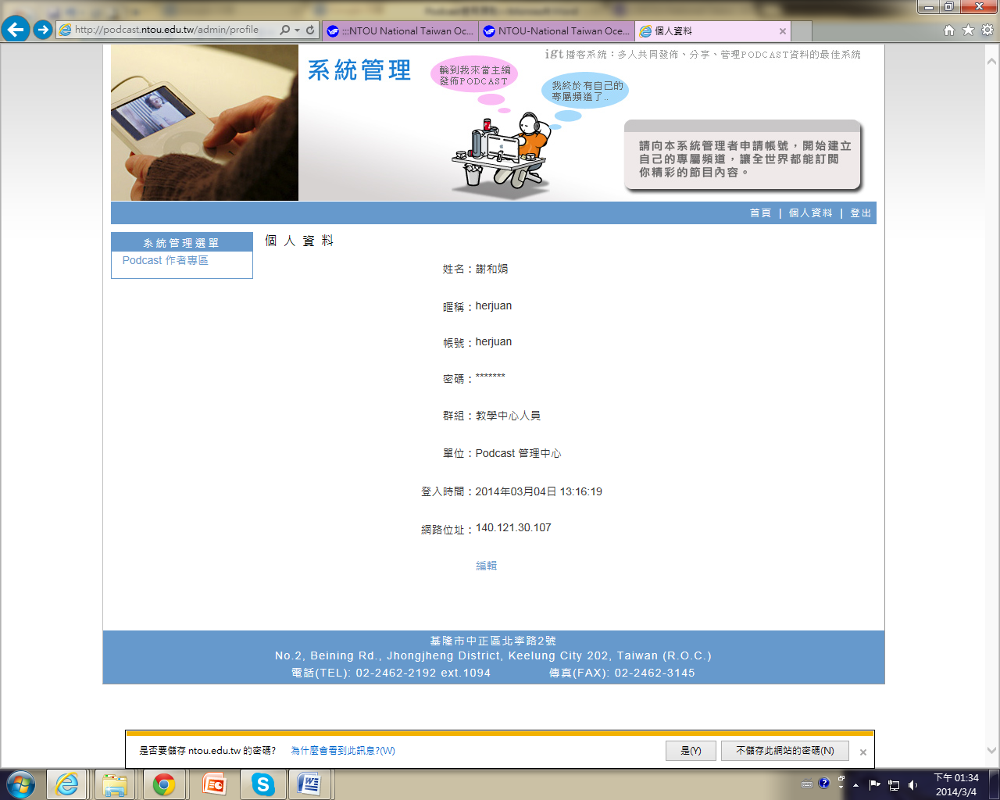 http://podcast.ntou.edu.tw/admin/profile
:::NTOU National Taiwan Oc...
NTOU-National Taiwan Oce...
個人資料
igt 播客系統：多人共同發佈、分享、管理PODCAST資料的最佳系統
系統管理
輪到我來當主編
發佈PODCAST
我終於有自己的
專屬頻道了..
請向本系統管理者申請帳號，開始建立
自己的專屬頻道，讓全世界都能訂閱
你精彩的節目內容。
首頁 | 個人資料 | 登出
系統管理選單
Podcast 作者專區
個人資料
姓名：謝和娟
暱稱：herjuan
帳號：herjuan
密碼：*******
群組：教學中心人員
單位：Podcast 管理中心
登入時間：2014年03月04日 13:16:19
網路位址：140.121.30.107
編輯
基隆市中正區北寧路2號
No.2, Beining Rd., Jhongjheng District, Keelung City 202, Taiwan (R.O.C.)
電話(TEL): 02-2462-2192 ext.1094 傳真(FAX): 02-2462-3145
是否要儲存 ntou.edu.tw 的密碼? 為什麼會看到此訊息?(W) 是(Y) 不儲存此網站的密碼(N)
下午 01:34
2014/3/4